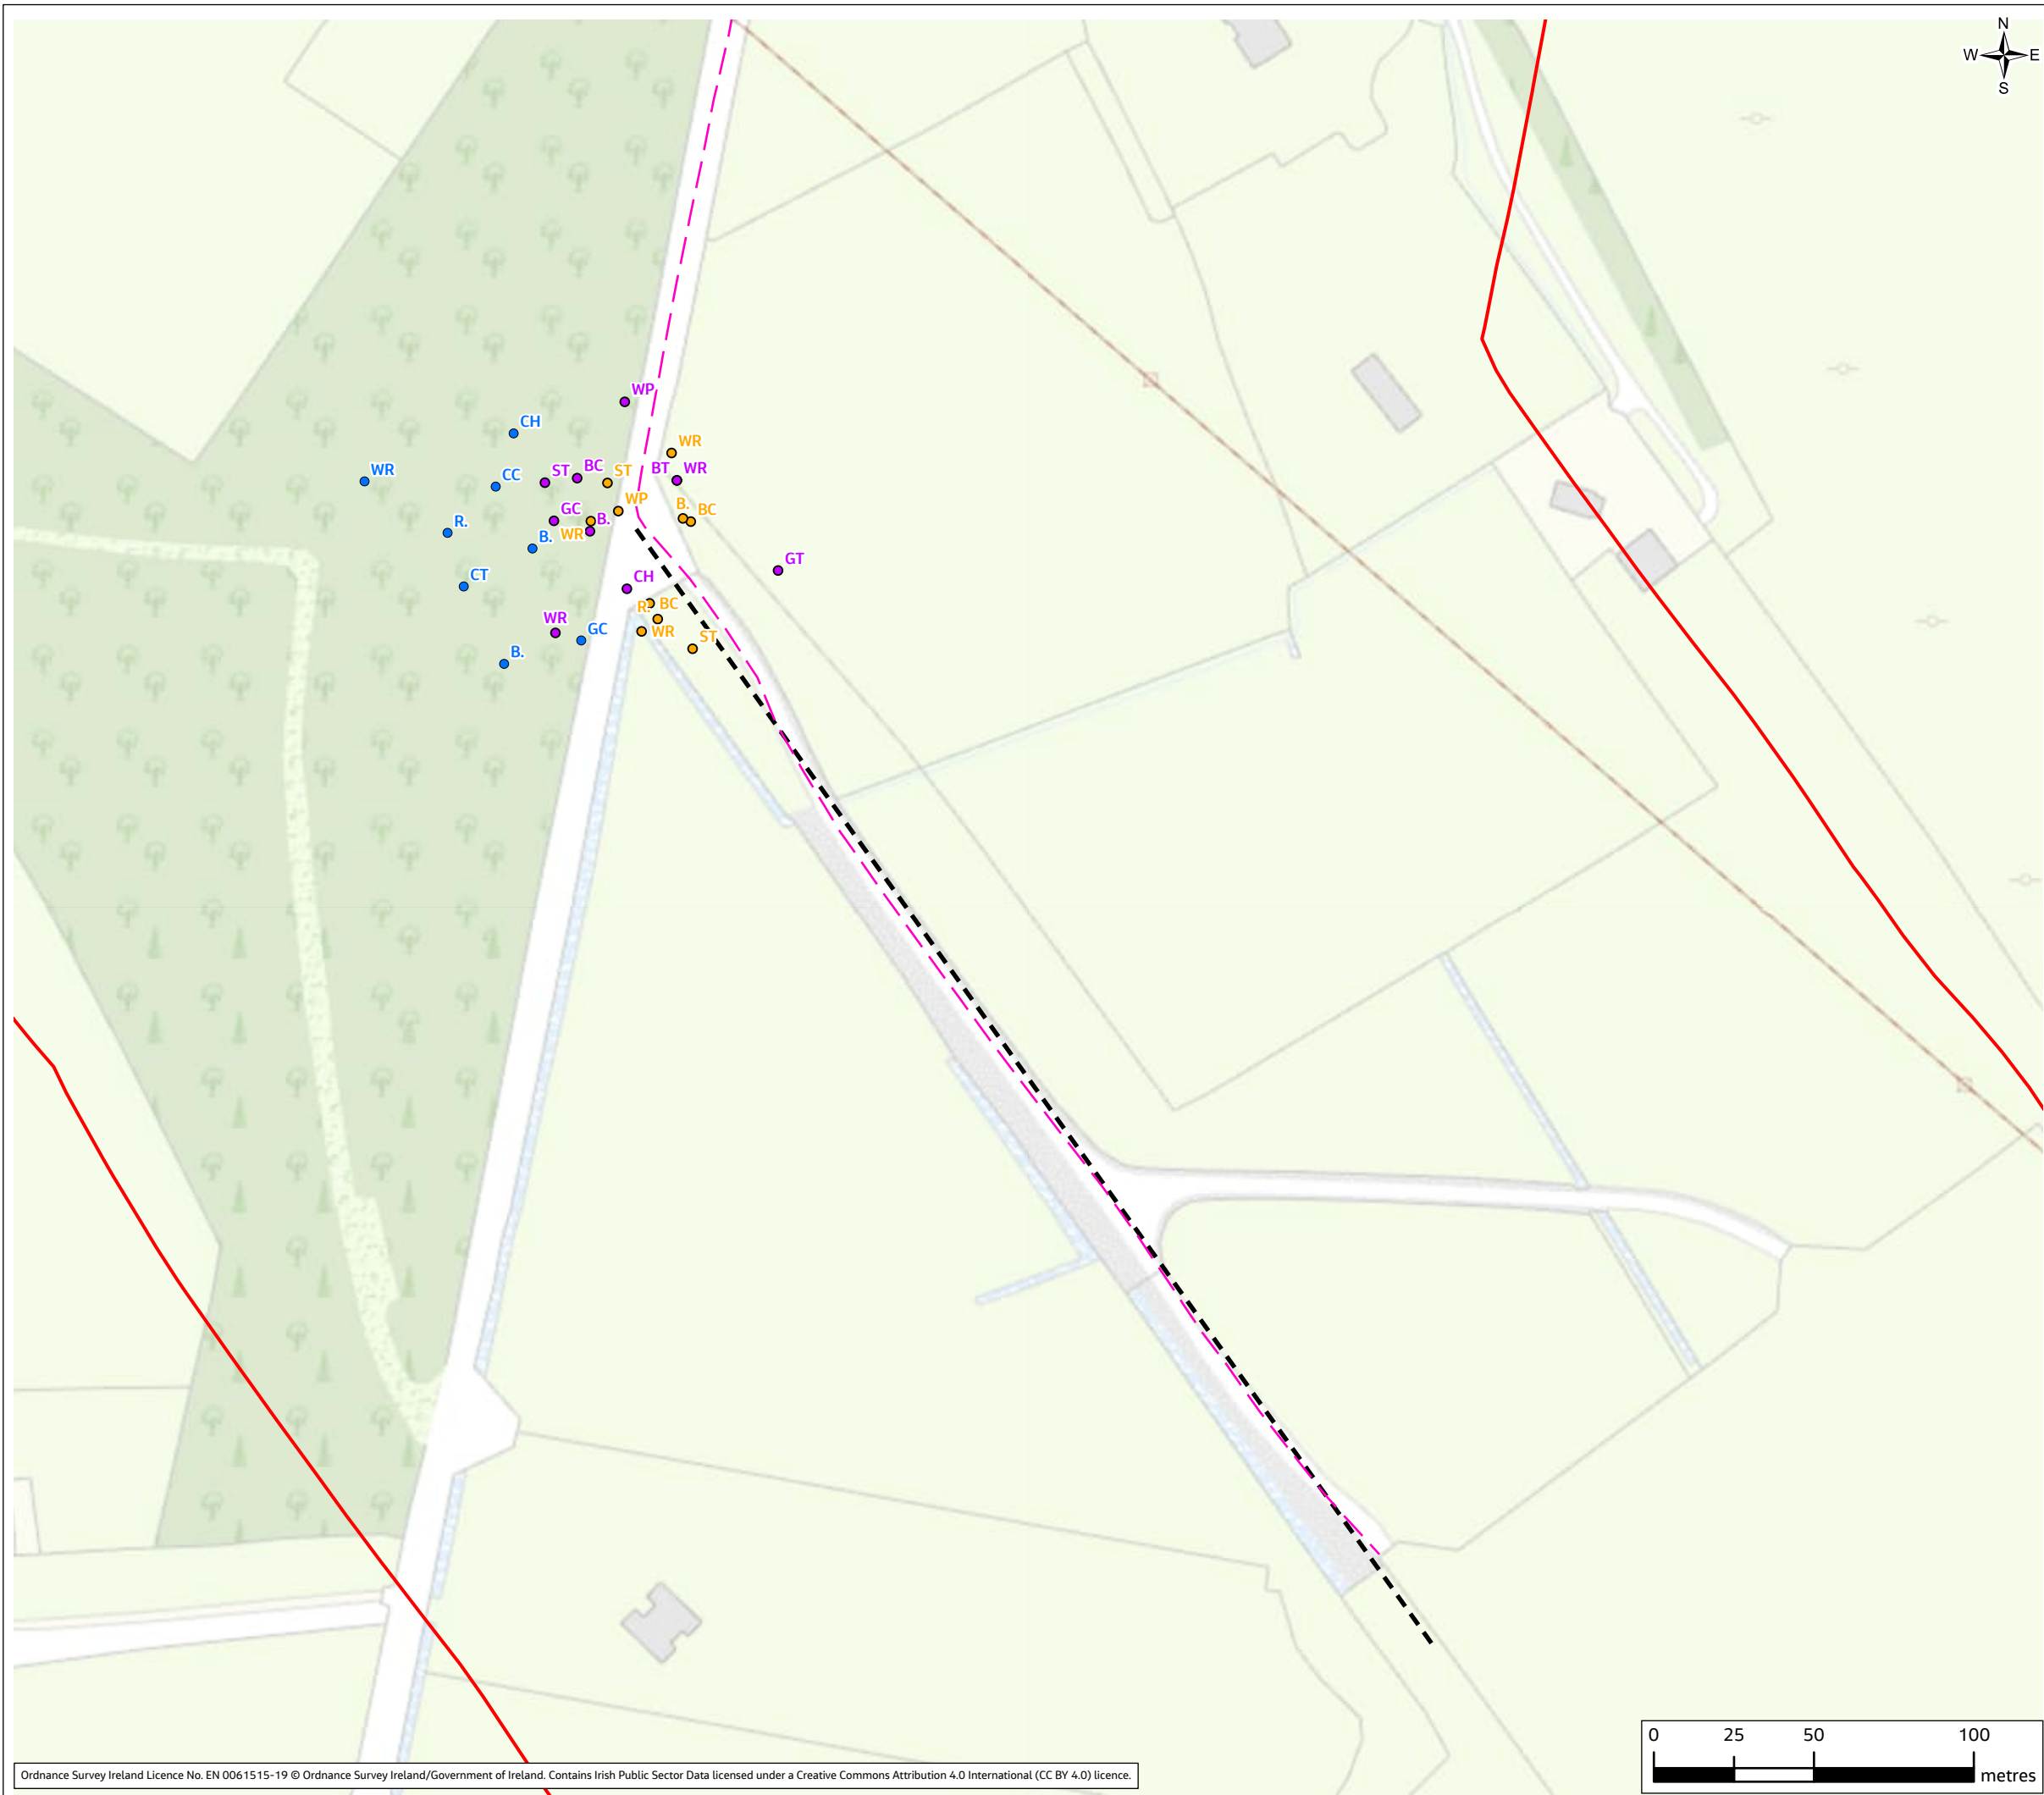 N
W E
S
WP
CH
WR
WR
CC
ST
BC
ST
BT
WR
GC
WP
B.
BC
R.
B.
WR
B.
GT
CT
CH
R.
BC
WR
GC
WR
ST
B.
0 25 50 100
metres
Ordnance Survey Ireland Licence No. EN 0061515-19 © Ordnance Survey Ireland/Government of Ireland. Contains Irish Public Sector Data licensed under a Creative Commons Attribution 4.0 International (CC BY 4.0) licence.